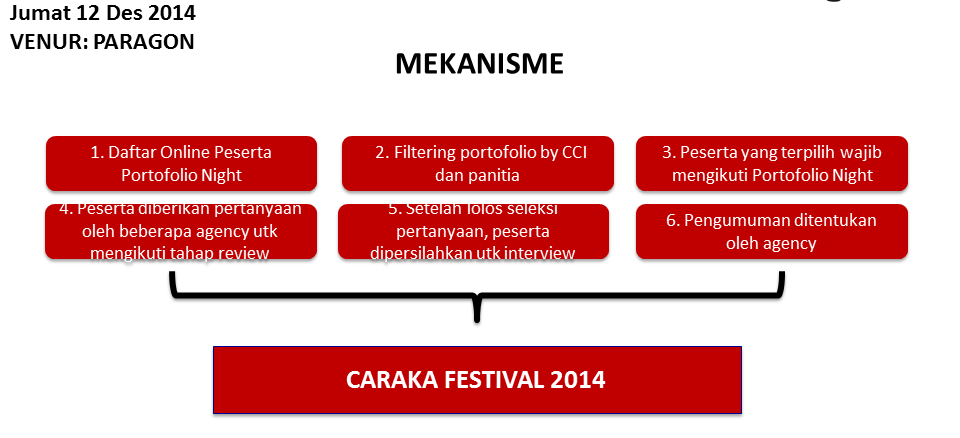 Jumat 12 Des 2014
VENUR: PARAGON
MEKANISME
1. Daftar Online Peserta
Portofolio Night
2. Filtering portofolio by CCI
dan panitia
3. Peserta yang terpilih wajib
mengikuti Portofolio Night
4. Peserta diberikan pertanyaan
oleh beberapa agency utk
mengikuti tahap review
5. Setelah lolos seleksi
pertanyaan, peserta
dipersilahkan utk interview
6. Pengumuman ditentukan
oleh agency
CARAKA FESTIVAL 2014